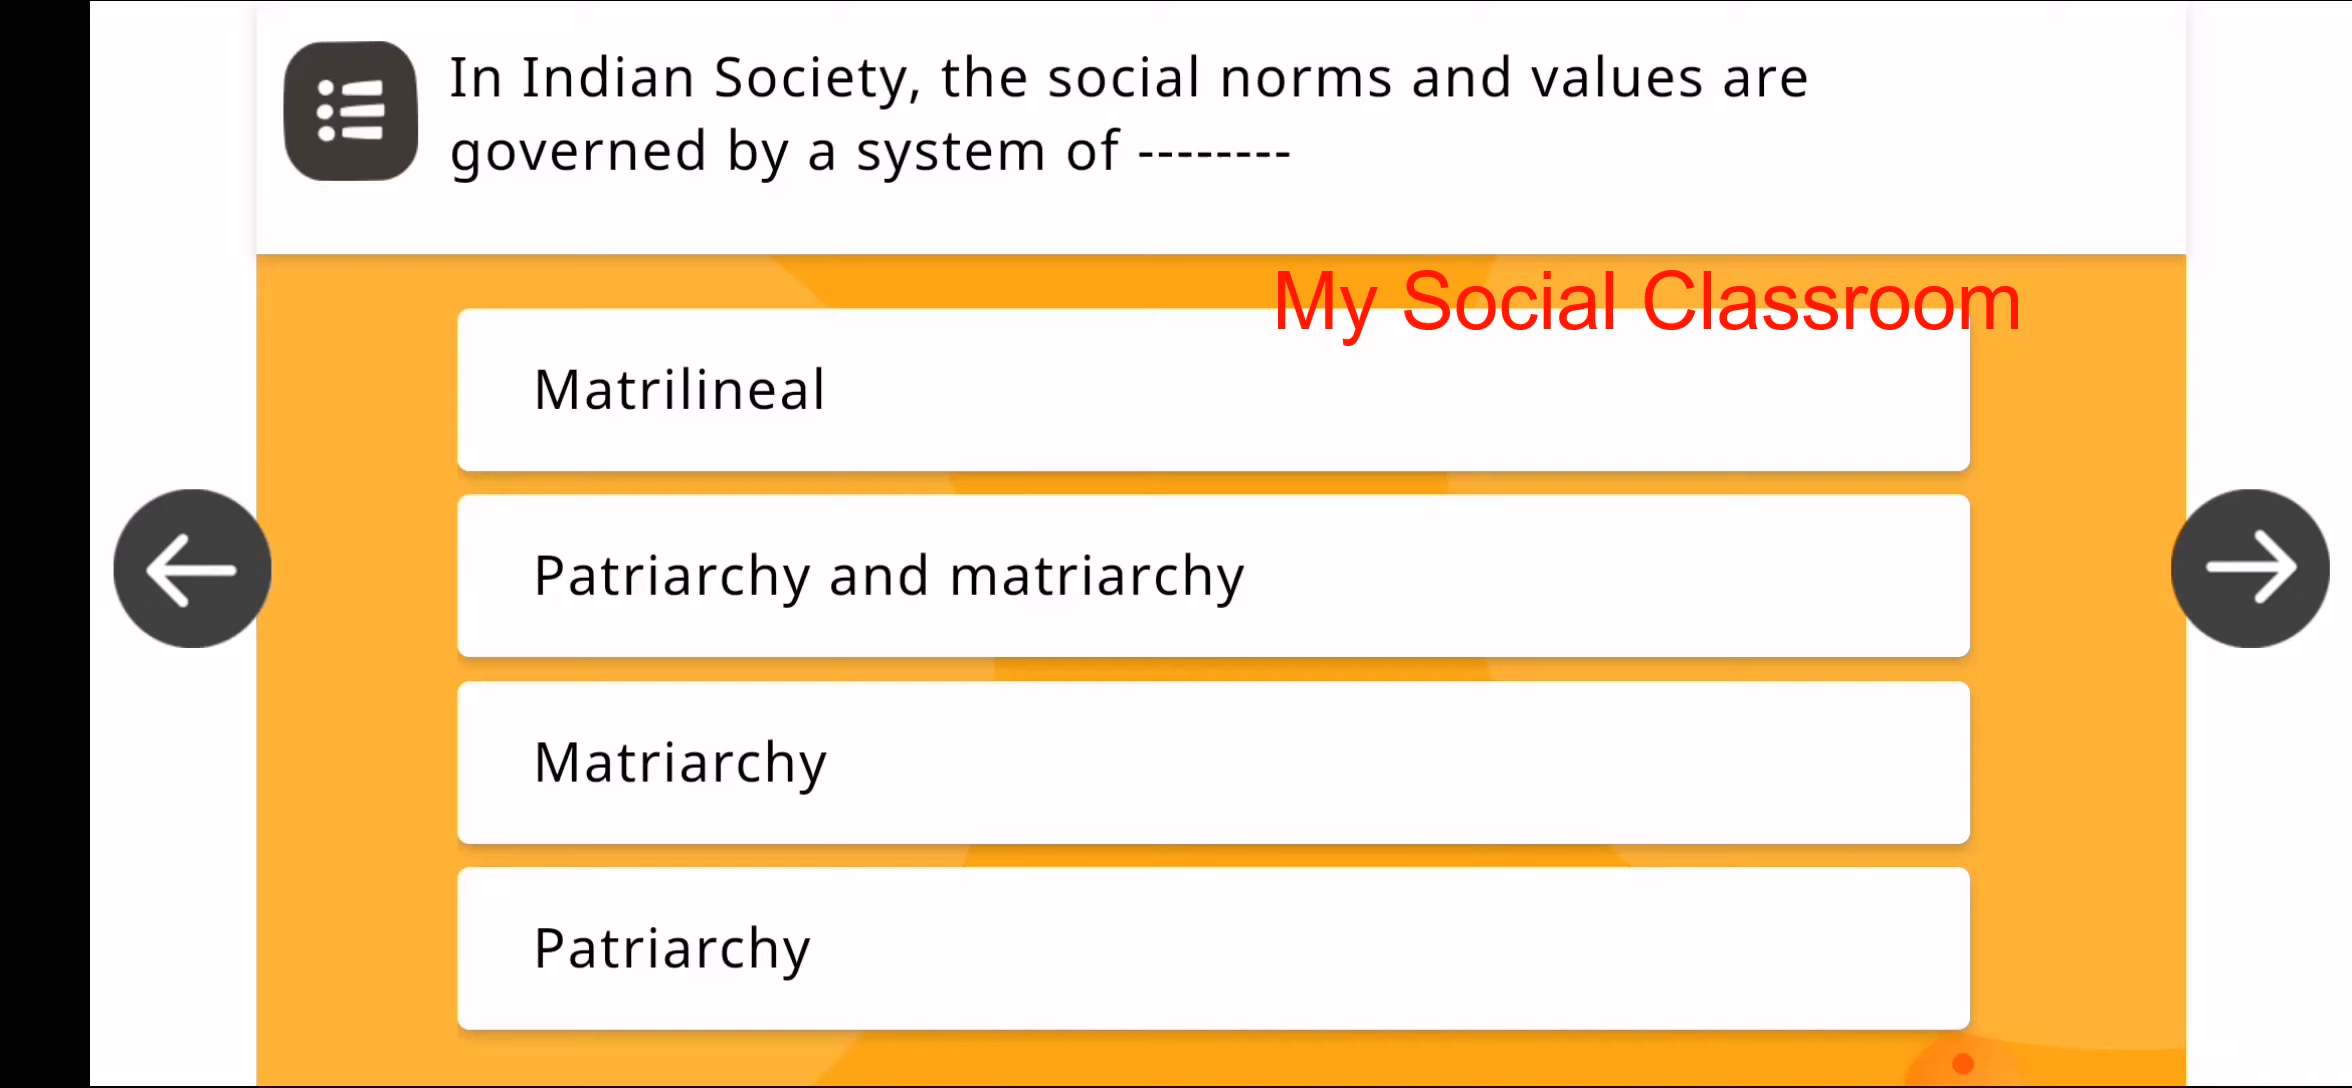 In Indian Society, the social norms and values are
governed by a system of --------
My Social Classroom
Matrilineal
Patriarchy and matriarchy
Matriarchy
Patriarchy